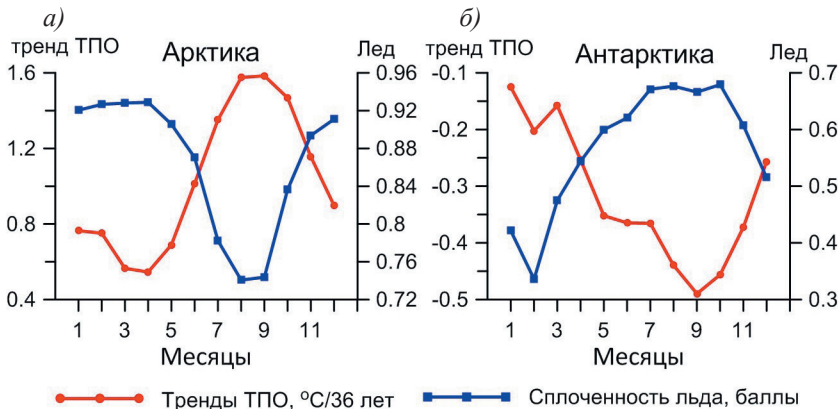 а)
б)
тренд ТПО Арктика Лед
тренд ТПО Антарктика Лед
1.6
1.2
0.8
0.4
0.96
0.92
0.88
0.84
0.8
0.76
0.72
1 3 5 7 9 11
Месяцы
-0.1
-0.2
-0.3
-0.4
-0.5
0.7
0.6
0.5
0.4
0.3
1 3 5 7 9 11
Месяцы
Тренды ТПО, ºС/36 лет
Сплоченность льда, баллы